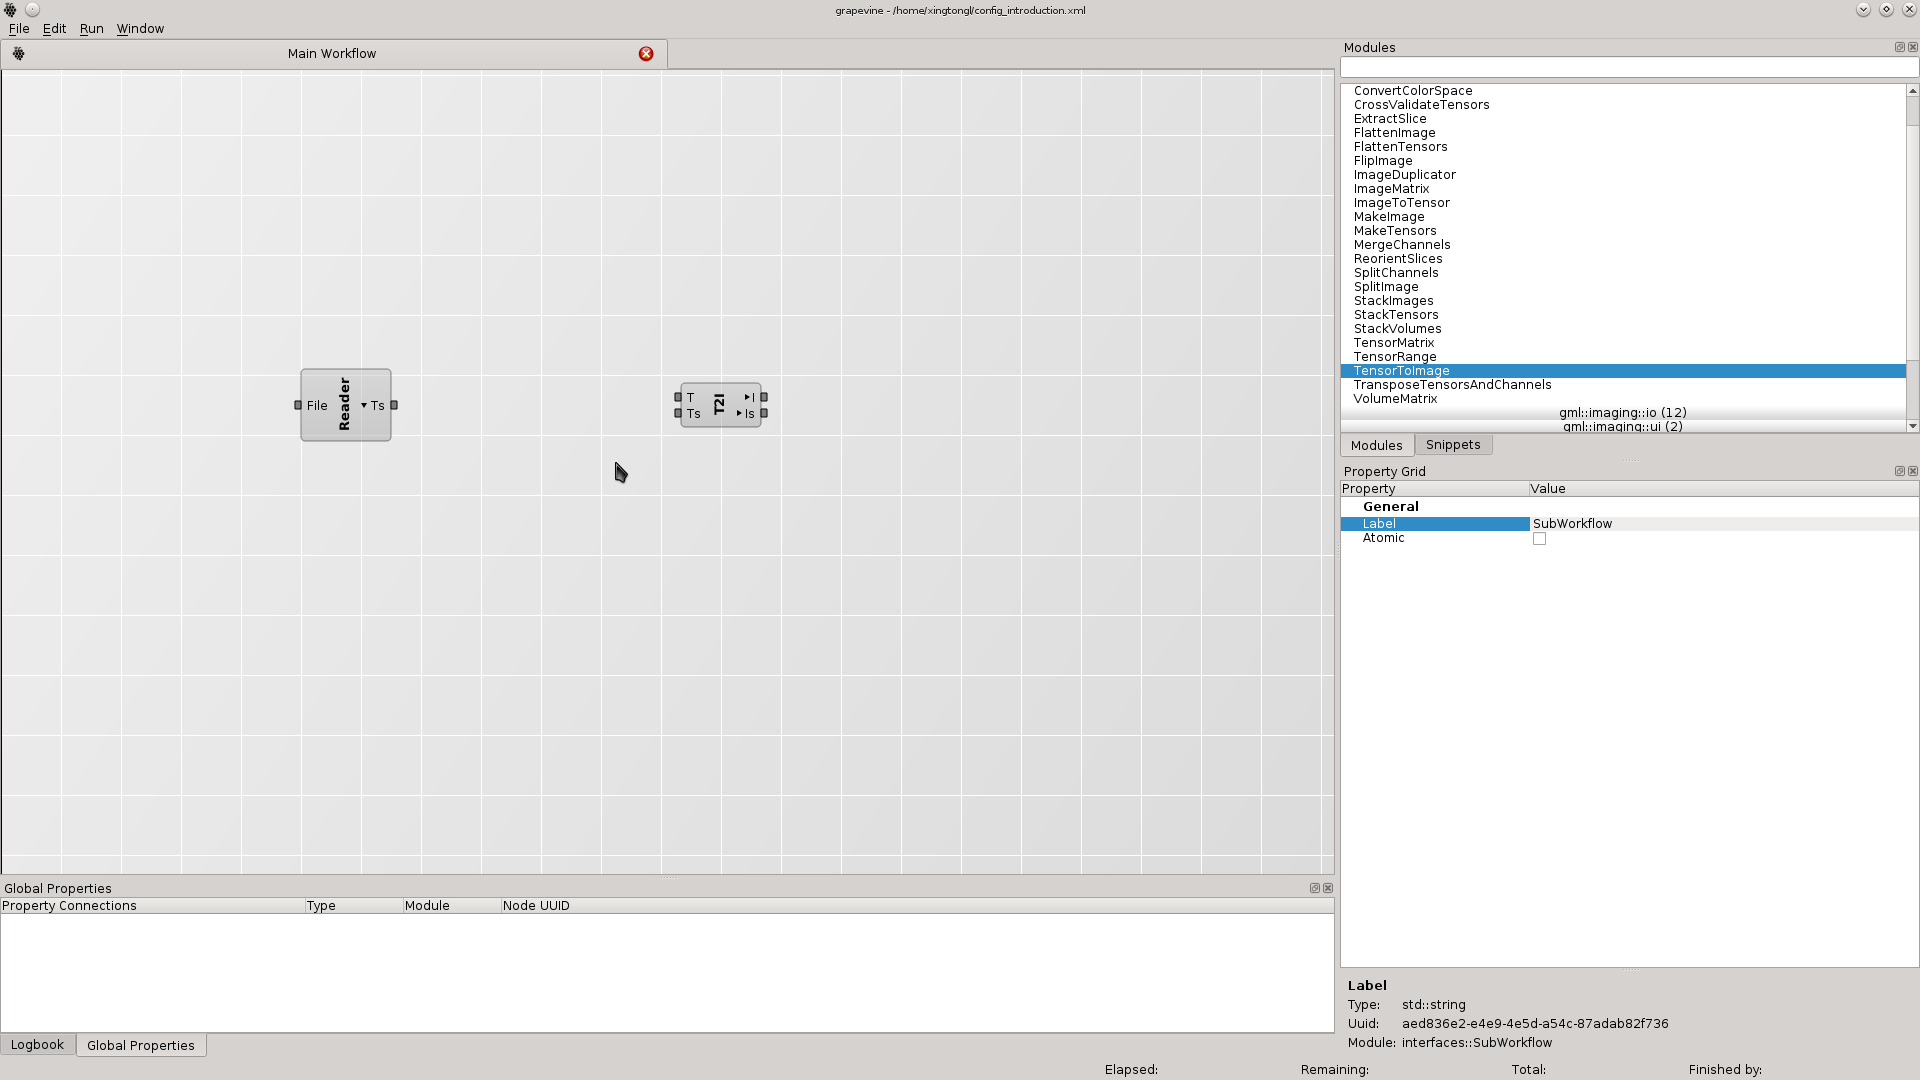 grapevine - /home/xingtongl/config_introduction.xml
File Edit Run Window
Main Workflow
File Reader Ts
T T2I I
Ts Is
Modules
ConvertColorSpace
CrossValidateTensors
ExtractSlice
FlattenImage
FlattenTensors
FlipImage
ImageDuplicator
ImageMatrix
ImageToTensor
MakeImage
MakeTensors
MergeChannels
ReorientSlices
SplitChannels
SplitImage
StackImages
StackTensors
StackVolumes
TensorMatrix
TensorRange
TensorToImage
TransposeTensorsAndChannels
VolumeMatrix
gml::imaging::io (12)
gml::imaging::ui (2)
Modules Snippets
Property Grid
Property Value
General
Label SubWorkflow
Atomic
Global Properties
Property Connections Type Module Node UUID
Logbook Global Properties
Label
Type: std::string
Uuid: aed836e2-e4e9-4e5d-a54c-87adab82f736
Module: interfaces::SubWorkflow
Elapsed: Remaining: Total: Finished by: